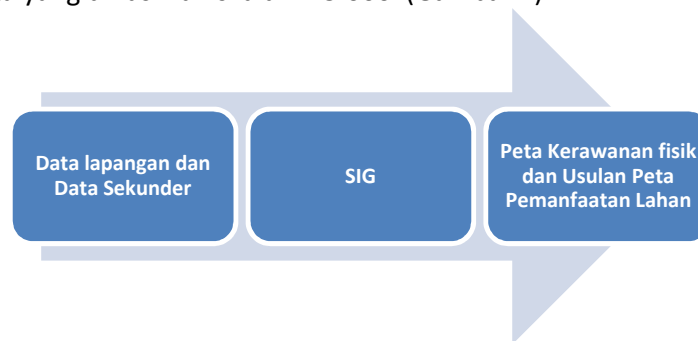 Data lapangan dan
Data Sekunder
SIG
Peta Kerawanan fisik
dan Usulan Peta
Pemanfaatan Lahan